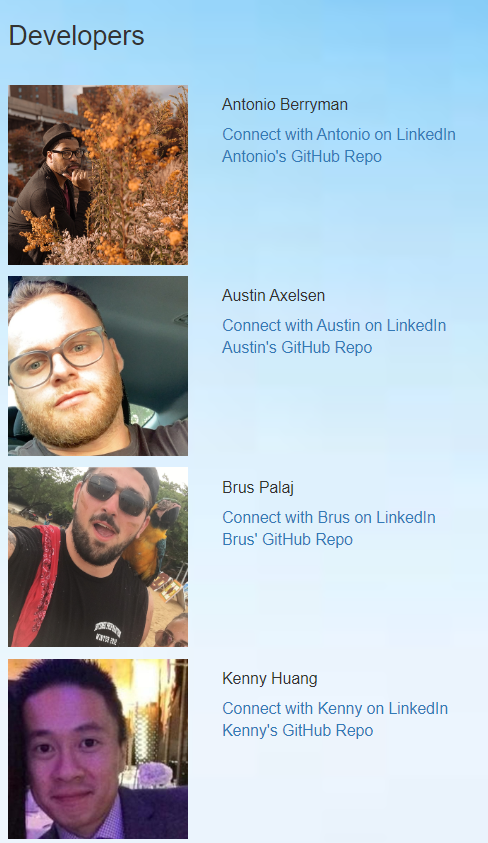 Developers
Antonio Berryman
Connect with Antonio on LinkedIn
Antonio's GitHub Repo
Austin Axelsen
Connect with Austin on LinkedIn
Austin's GitHub Repo
Brus Palaj
Connect with Brus on LinkedIn
Brus' GitHub Repo
Kenny Huang
Connect with Kenny on LinkedIn
Kenny's GitHub Repo